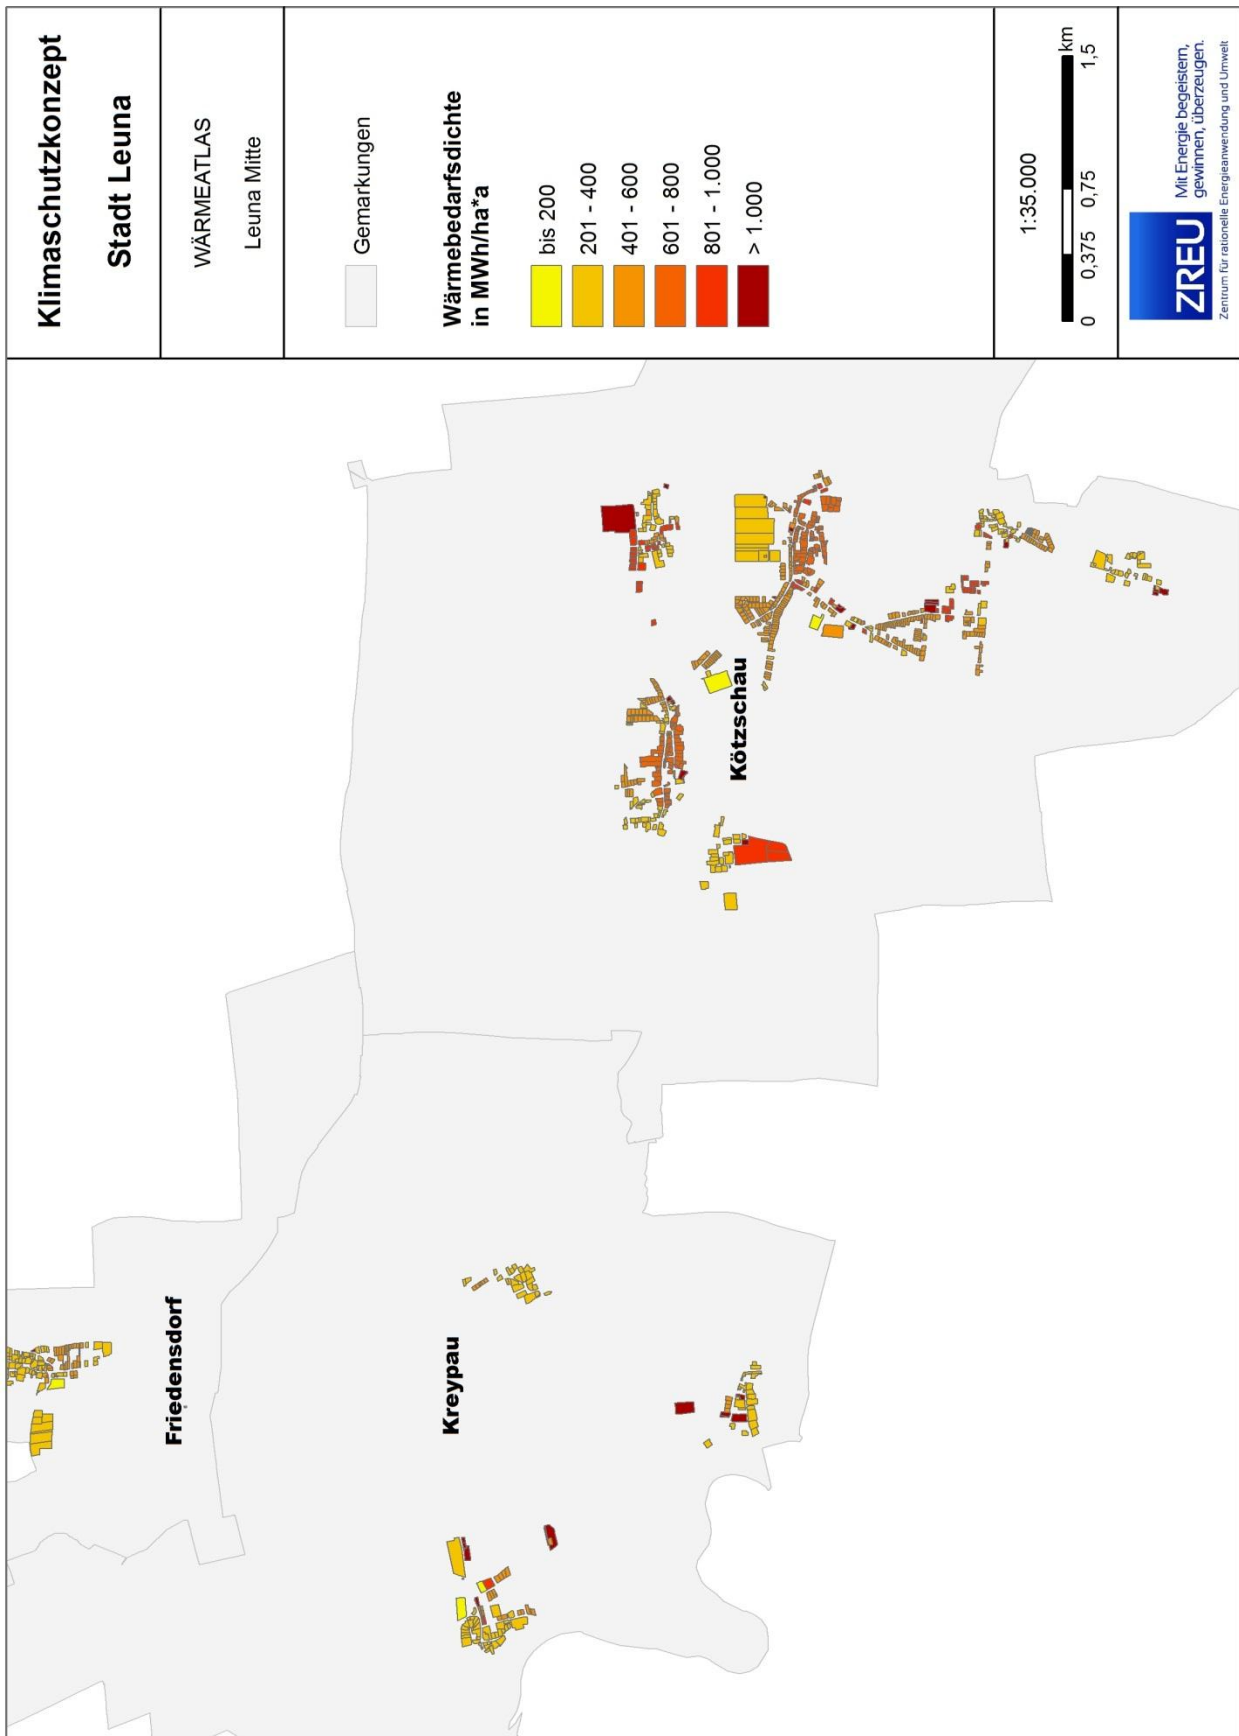 Klimaschutzkonzept
Stadt Leuna
WÄRMEATLAS
Leuna Mitte
Gemarkungen
Wärmebedarfsdichte
in MWh/ha*a
bis 200
201 - 400
401 - 600
601 - 800
801 - 1.000
> 1.000
1:35.000
km
0 0,375 0,75 1,5
ZREU
Mit Energie begeistern,
gewinnen, überzeugen.
Zentrum für rationelle Energieanwendung und Umwelt
Friedensdorf
Kreypau
Kötzschau